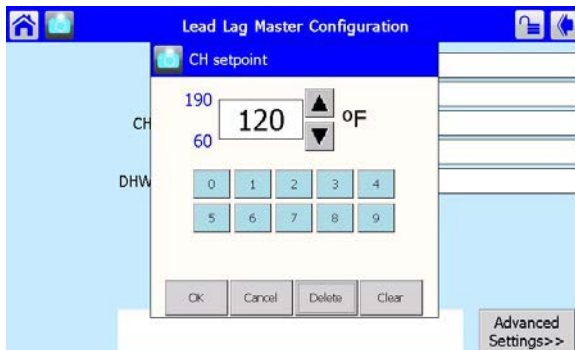 Lead Lag Master Configuration
CH setpoint
190
CH
120
ºF
60
DHW
0 1 2 3 4
5 6 7 8 9
OK Cancel Delete Clear
Advanced
Settings>>